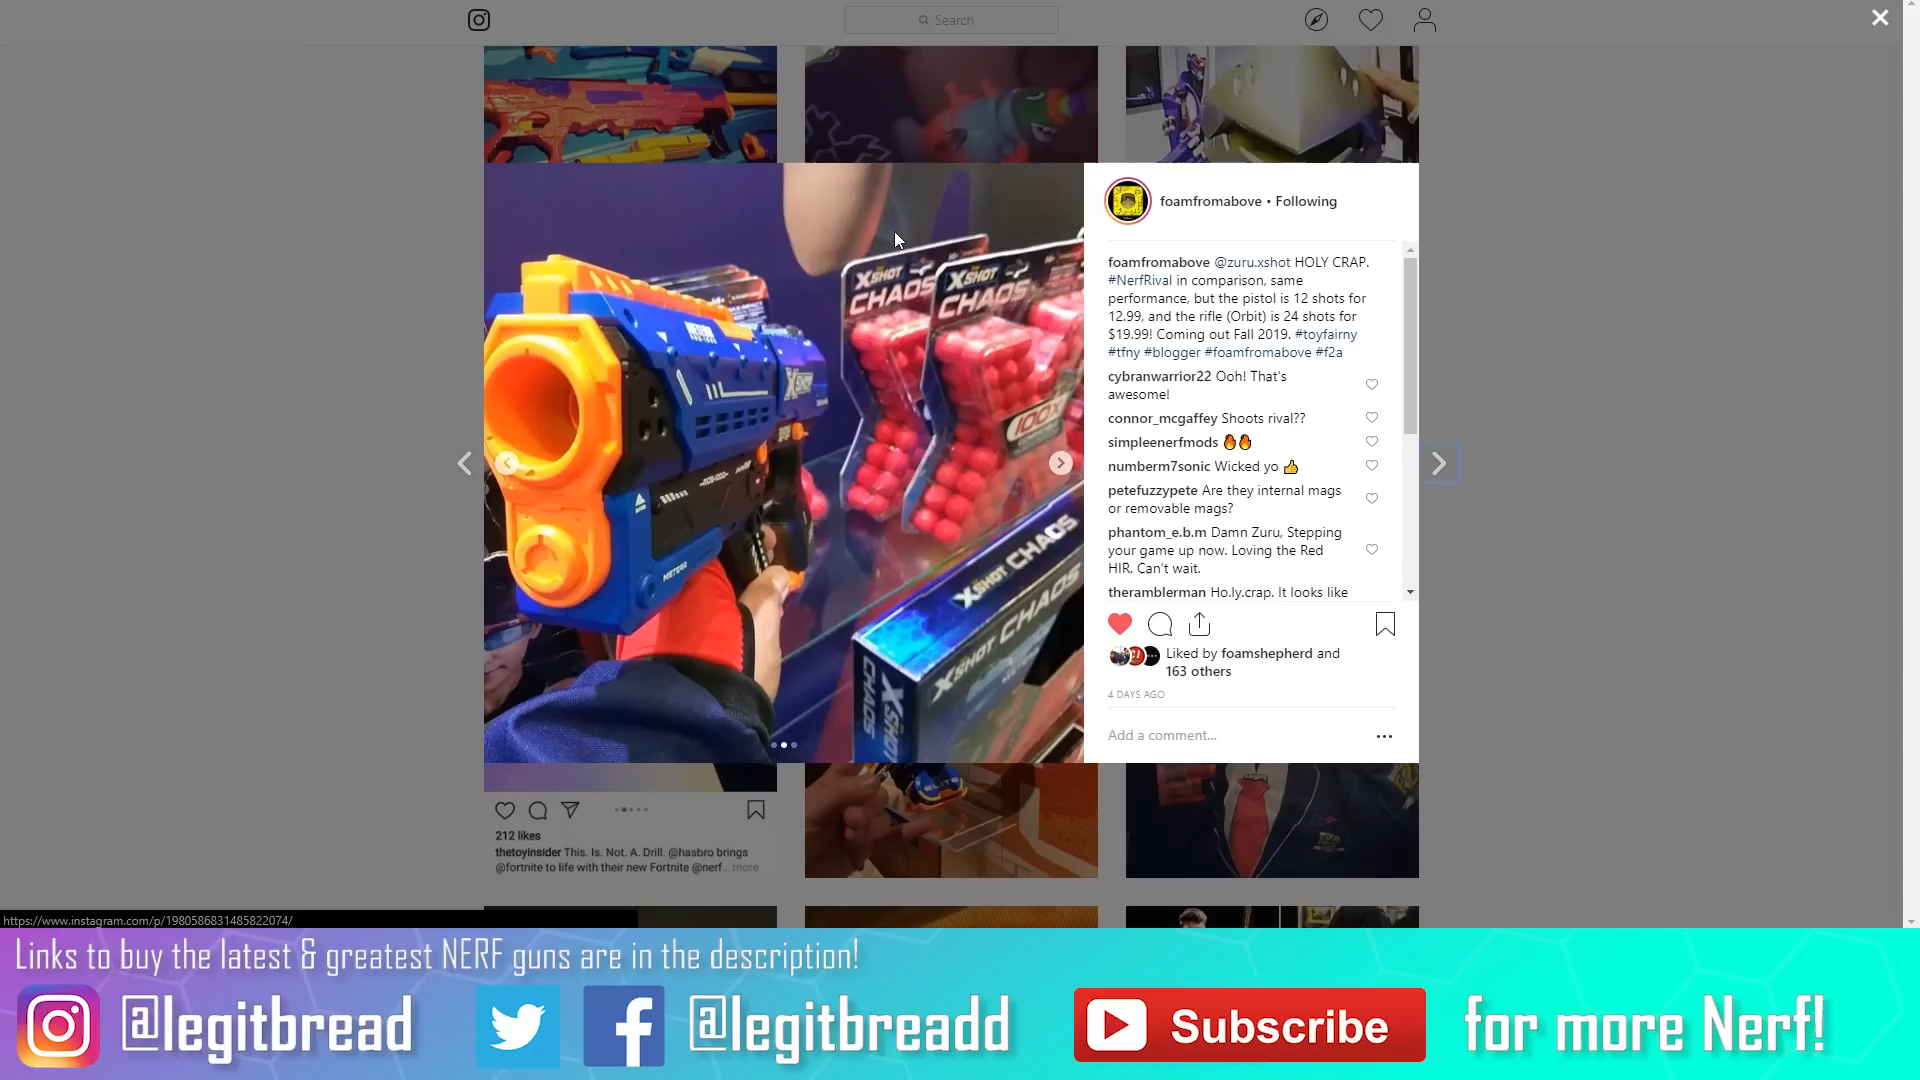 Search
foamfromabove • Following
foamfromabove @zuru.xshot HOLY CRAP.
#NerfRival in comparison, same
performance, but the pistol is 12 shots for
12.99, and the rifle (Orbit) is 24 shots for
$19.99! Coming out Fall 2019. #toyfairny
#tfny #blogger #foamfromabove #f2a
cybranwarrior22 Ooh! That's
awesome!
connor_mcgaffey Shoots rival??
simpleenerfmods 🔥🔥
numberm7sonic Wicked yo 👍
petefuzzypete Are they internal mags
or removable mags?
phantom_e.b.m Damn Zuru, Stepping
your game up now. Loving the Red
HIR. Can't wait.
theramblerman Ho.ly.crap. It looks like
Liked by foamshepherd and
163 others
4 DAYS AGO
Add a comment...
XSHOT
CHAOS
XSHOT
CHAOS
100X
XSHOT
METEOR
XSHOT CHAOS
XSHOT CHAOS
XSHOT
CHAOS
ELITE
212 likes
thetoyinsider This. Is. Not. A. Drill. @hasbro brings
@fortnite to life with their new Fortnite @nerf... more
https://www.instagram.com/p/1980586831485822074/
Links to buy the latest & greatest NERF guns are in the description!
@legitbread
@legitbreadd
Subscribe
for more Nerf!